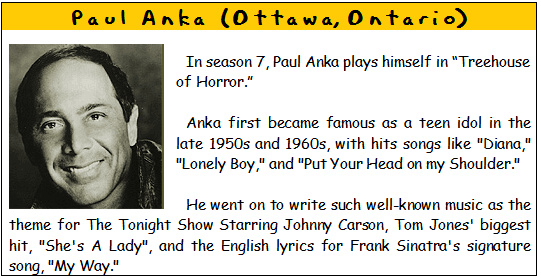 Paul Anka (Ottawa, Ontario)
In season 7, Paul Anka plays himself in “Treehouse
of Horror.”
Anka first became famous as a teen idol in the
late 1950s and 1960s, with hits songs like "Diana,"
"Lonely Boy," and "Put Your Head on my Shoulder."
He went on to write such well-known music as the
theme for The Tonight Show Starring Johnny Carson, Tom Jones' biggest
hit, "She's A Lady", and the English lyrics for Frank Sinatra's signature
song, "My Way."